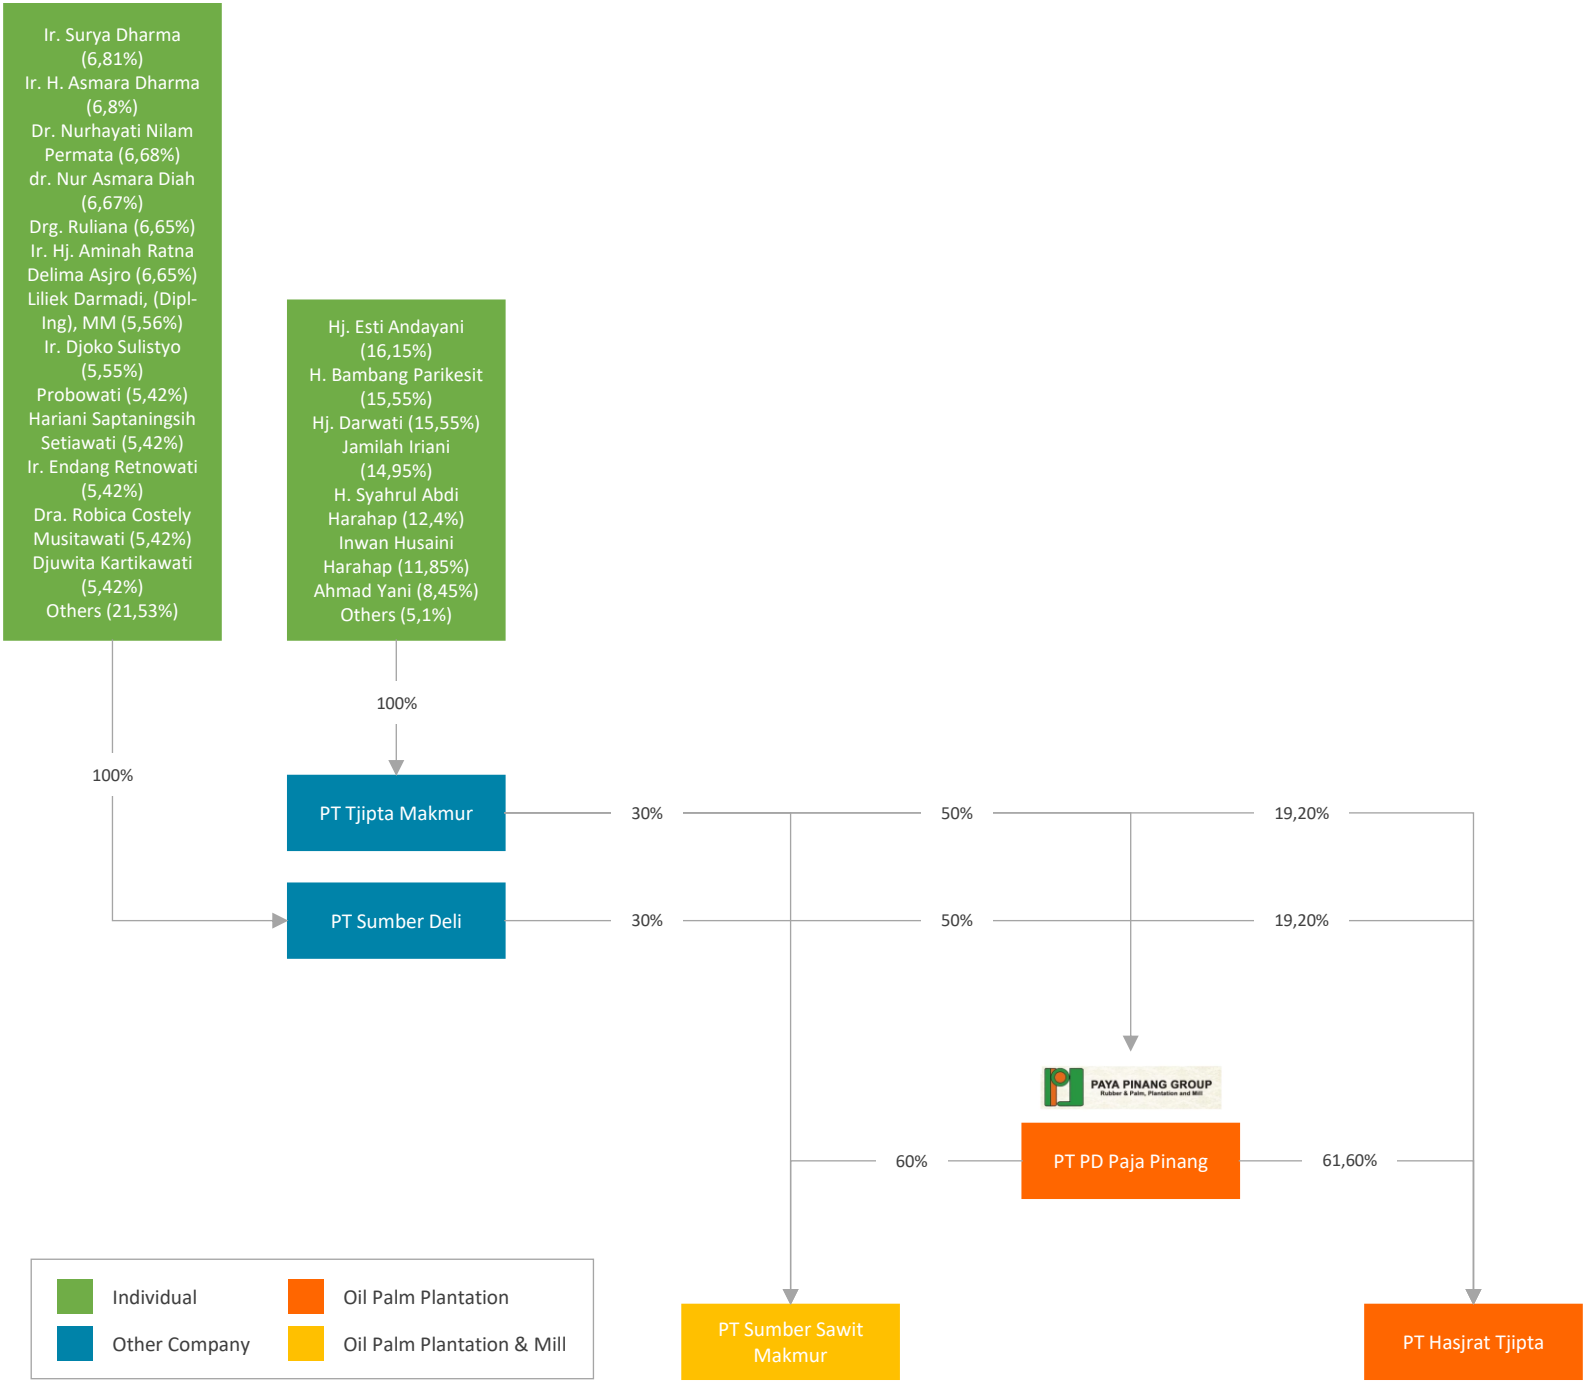 Ir. Surya Dharma
(6,81%)
Ir. H. Asmara Dharma
(6,8%)
Dr. Nurhayati Nilam
Permata (6,68%)
dr. Nur Asmara Diah
(6,67%)
Drg. Ruliana (6,65%)
Ir. Hj. Aminah Ratna
Delima Asjro (6,65%)
Liliek Darmadi, (Dipl-
Ing), MM (5,56%)
Ir. Djoko Sulistyo
(5,55%)
Probowati (5,42%)
Hariani Saptaningsih
Setiawati (5,42%)
Ir. Endang Retnowati
(5,42%)
Dra. Robica Costely
Musitawati (5,42%)
Djuwita Kartikawati
(5,42%)
Others (21,53%)
Hj. Esti Andayani
(16,15%)
H. Bambang Parikesit
(15,55%)
Hj. Darwati (15,55%)
Jamilah Iriani
(14,95%)
H. Syahrul Abdi
Harahap (12,4%)
Inwan Husaini
Harahap (11,85%)
Ahmad Yani (8,45%)
Others (5,1%)
100%
100%
PT Tjipta Makmur
30%
50%
19,20%
PT Sumber Deli
30%
50%
19,20%
PAYA PINANG GROUP
Rubber & Palm, Plantation and Mill
60%
PT PD Paja Pinang
61,60%
Individual
Oil Palm Plantation
Other Company
Oil Palm Plantation & Mill
PT Sumber Sawit
Makmur
PT Hasjrat Tjipta